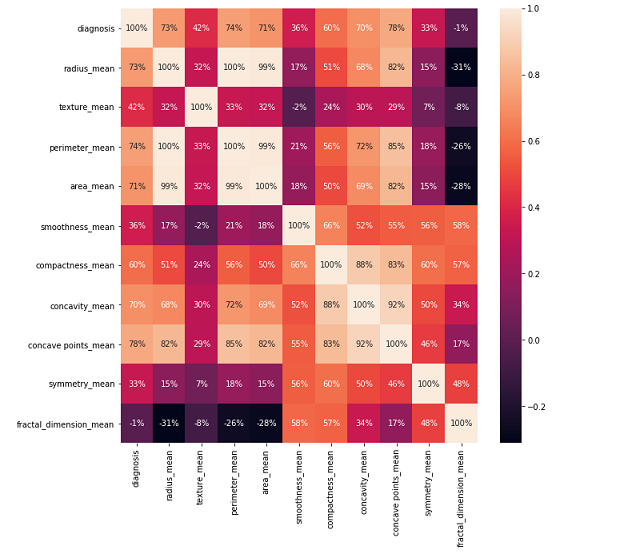 diagnosis 100% 73% 42% 74% 71% 36% 60% 70% 78% 33% -1%
radius_mean 73% 100% 32% 100% 99% 17% 51% 68% 82% 15% -31%
texture_mean 42% 32% 100% 33% 32% -2% 24% 30% 29% 7% -8%
perimeter_mean 74% 100% 33% 100% 99% 21% 56% 72% 85% 18% -26%
area_mean 71% 99% 32% 99% 100% 18% 50% 69% 82% 15% -28%
smoothness_mean 36% 17% -2% 21% 18% 100% 66% 52% 55% 56% 58%
compactness_mean 60% 51% 24% 56% 50% 66% 100% 88% 83% 60% 57%
concavity_mean 70% 68% 30% 72% 69% 52% 88% 100% 92% 50% 34%
concave points_mean 78% 82% 29% 85% 82% 55% 83% 92% 100% 46% 17%
symmetry_mean 33% 15% 7% 18% 15% 56% 60% 50% 46% 100% 48%
fractal_dimension_mean -1% -31% -8% -26% -28% 58% 57% 34% 17% 48% 100%
diagnosis
radius_mean
texture_mean
perimeter_mean
area_mean
smoothness_mean
compactness_mean
concavity_mean
concave points_mean
symmetry_mean
fractal_dimension_mean
1.0
0.8
0.6
0.4
0.2
0.0
−0.2